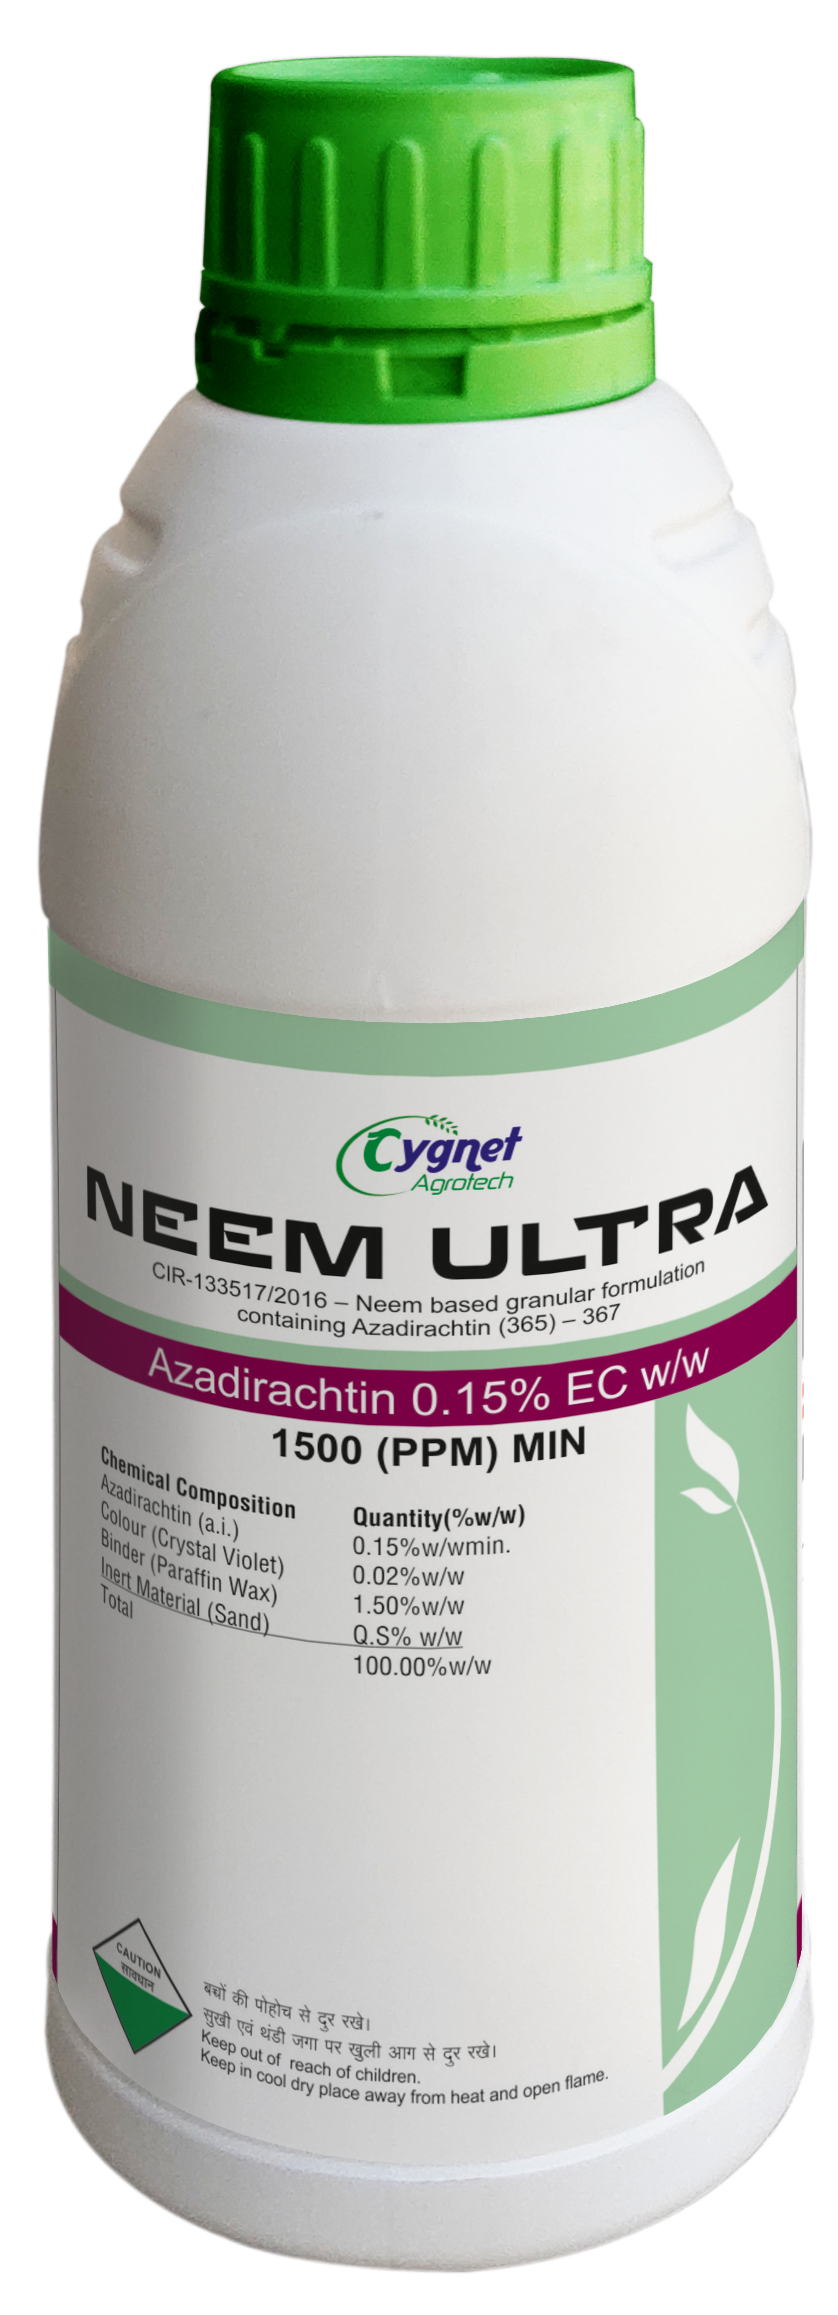 Cygnet
Agrotech
NEEM ULTRA
CIR-133517/2016 – Neem based granular formulation
containing Azadirachtin (365) – 367
Azadirachtin 0.15% EC w/w
1500 (PPM) MIN
Chemical Composition Quantity(%w/w)
Azadirachtin (a.i.) 0.15%w/wmin.
Colour (Crystal Violet) 0.02%w/w
Binder (Paraffin Wax) 1.50%w/w
Inert Material (Sand) Q.S% w/w
Total 100.00%w/w
CAUTION
सावधान
बच्चों की पोहोच से दुर रखे।
सुखी एवं थंडी जगा पर खुली आग से दुर रखे।
Keep out of reach of children.
Keep in cool dry place away from heat and open flame.